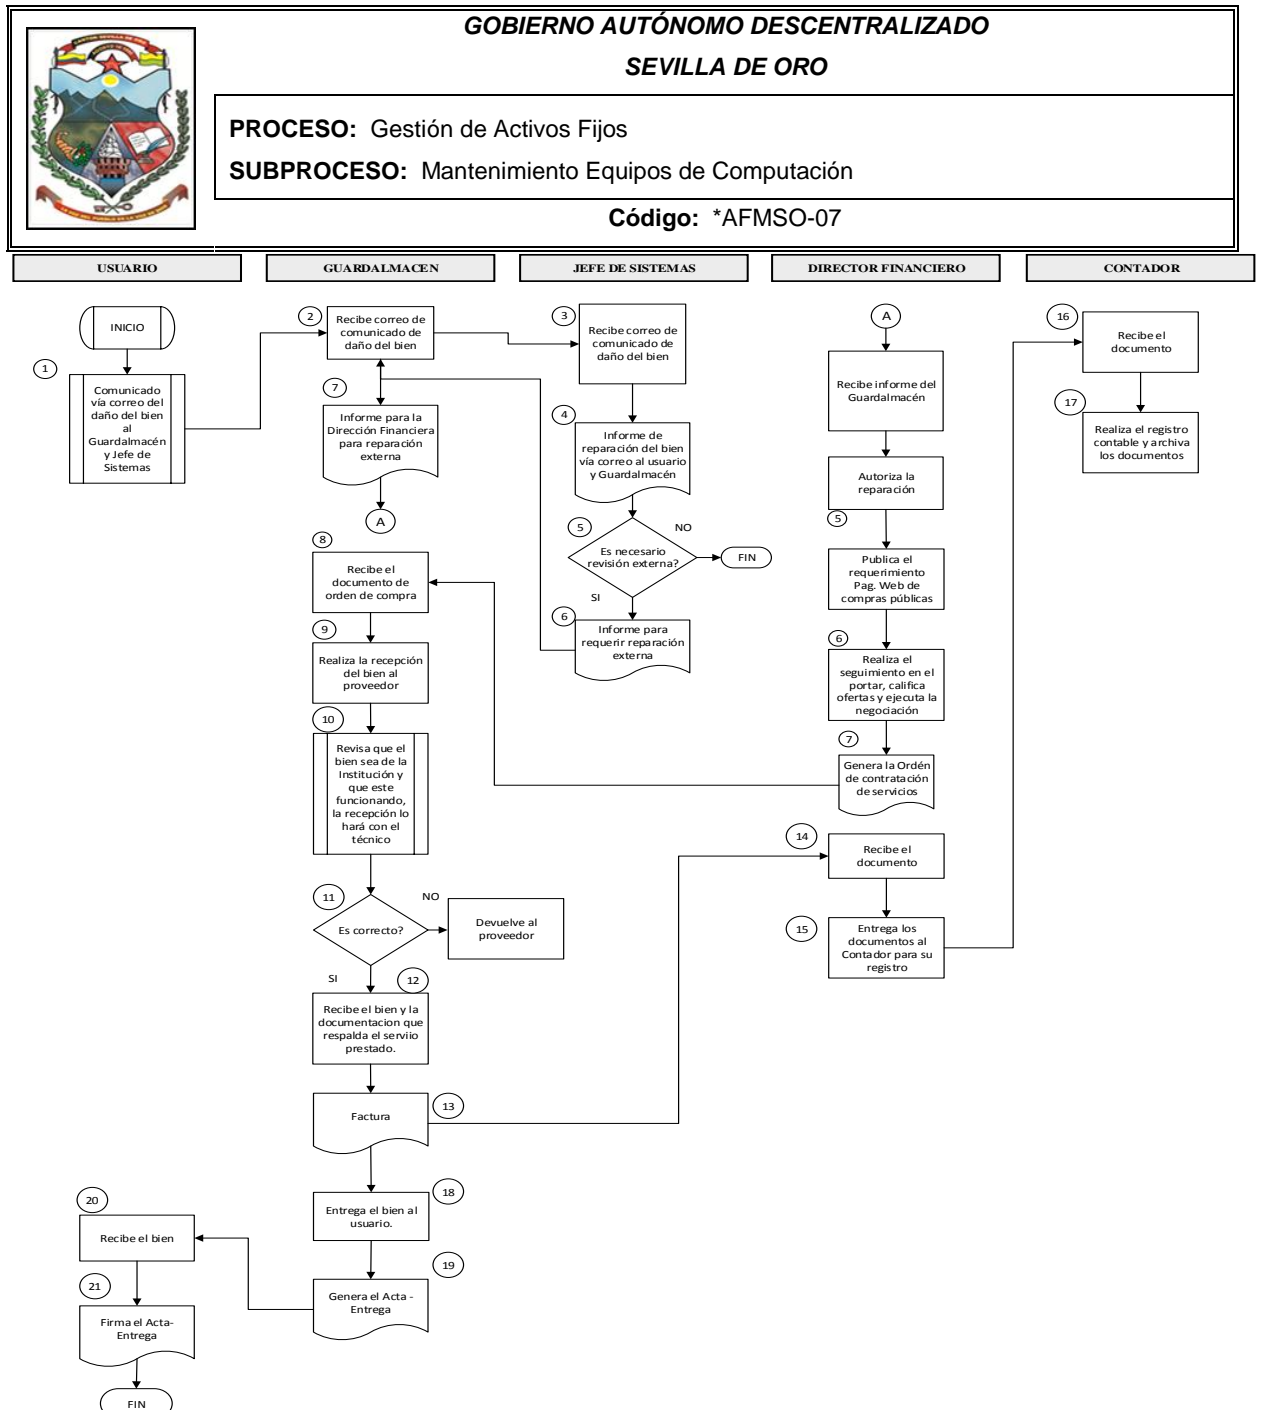 GOBIERNO AUTÓNOMO DESCENTRALIZADO
SEVILLA DE ORO
PROCESO: Gestión de Activos Fijos
SUBPROCESO: Mantenimiento Equipos de Computación
Código: *AFMSO-07
USUARIO
GUARDALMACEN
JEFE DE SISTEMAS
DIRECTOR FINANCIERO
CONTADOR
INICIO
1
Comunicado
vía correo del
daño del bien
al
Guardalmacén
y Jefe de
Sistemas
2
Recibe correo de
comunicado de
daño del bien
7
Informe para la
Dirección Financiera
para reparación
externa
A
8
Recibe el
documento de
orden de compra
9
Realiza la recepción
del bien al
proveedor
10
Revisa que el
bien sea de la
Institución y
que este
funcionando,
la recepción lo
hará con el
técnico
11
Es correcto?
NO
Devuelve al
proveedor
SI
12
Recibe el bien y la
documentacion que
respalda el serviio
prestado.
Factura
13
18
Entrega el bien al
usuario.
19
Genera el Acta -
Entrega
20
Recibe el bien
21
Firma el Acta-
Entrega
FIN
3
Recibe correo de
comunicado de
daño del bien
4
Informe de
reparación del bien
vía correo al usuario
y Guardalmacén
5
Es necesario
revisión externa?
NO
FIN
SI
6
Informe para
requerir reparación
externa
A
Recibe informe del
Guardalmacén
Autoriza la
reparación
5
Publica el
requerimiento
Pag. Web de
compras públicas
6
Realiza el
seguimiento en el
portar, califica
ofertas y ejecuta la
negociación
7
Genera la Ordén
de contratación
de servicios
14
Recibe el
documento
15
Entrega los
documentos al
Contador para su
registro
16
Recibe el
documento
17
Realiza el registro
contable y archiva
los documentos